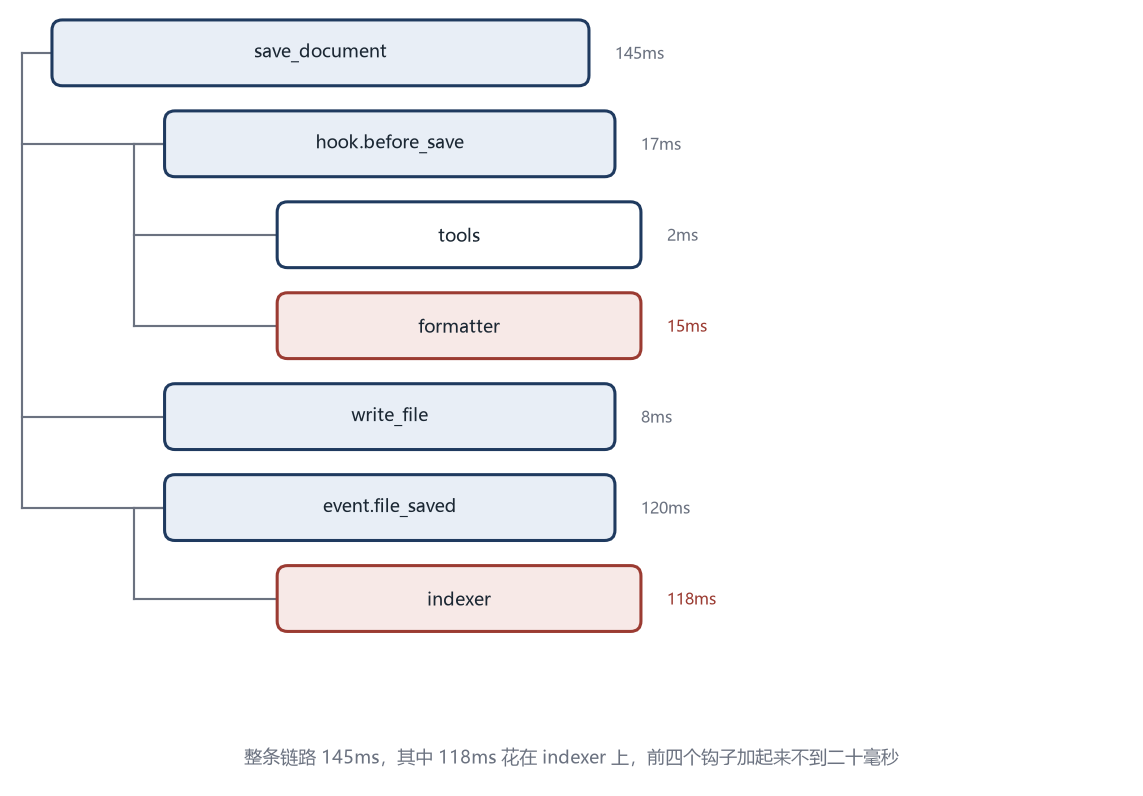 save_document 145ms
hook.before_save 17ms
tools 2ms
formatter 15ms
write_file 8ms
event.file_saved 120ms
indexer 118ms
整条链路 145ms，其中 118ms 花在 indexer 上，前四个钩子加起来不到二十毫秒